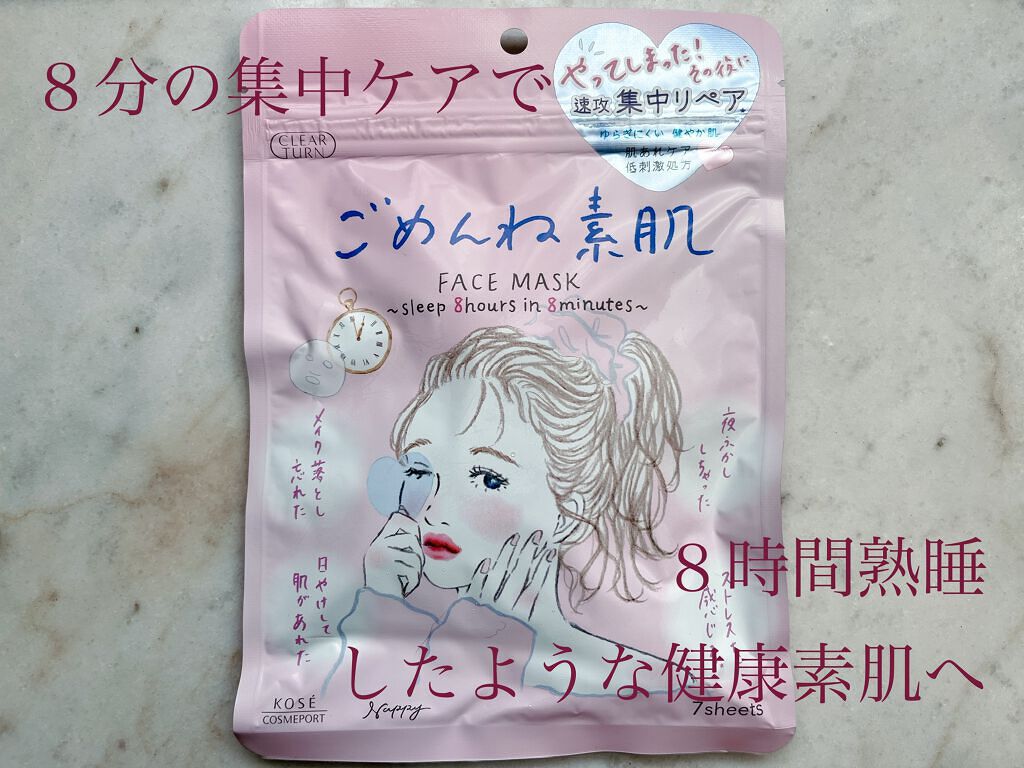 8分の集中ケアで
やってしまった!
その夜に
速攻 集中リペア
ゆらぎにくい 健やか肌
肌あれケア
低刺激処方
CLEAR
TURN
ごめんね素肌
FACE MASK
~sleep 8hours in 8minutes~
メイク落とし
忘れた
夜ふかし
しちゃった
日やけして
肌があれた
ストレス
感じ
8時間熟睡
したような健康素肌へ
KOSÉ
COSMEPORT
Nappy
7sheets